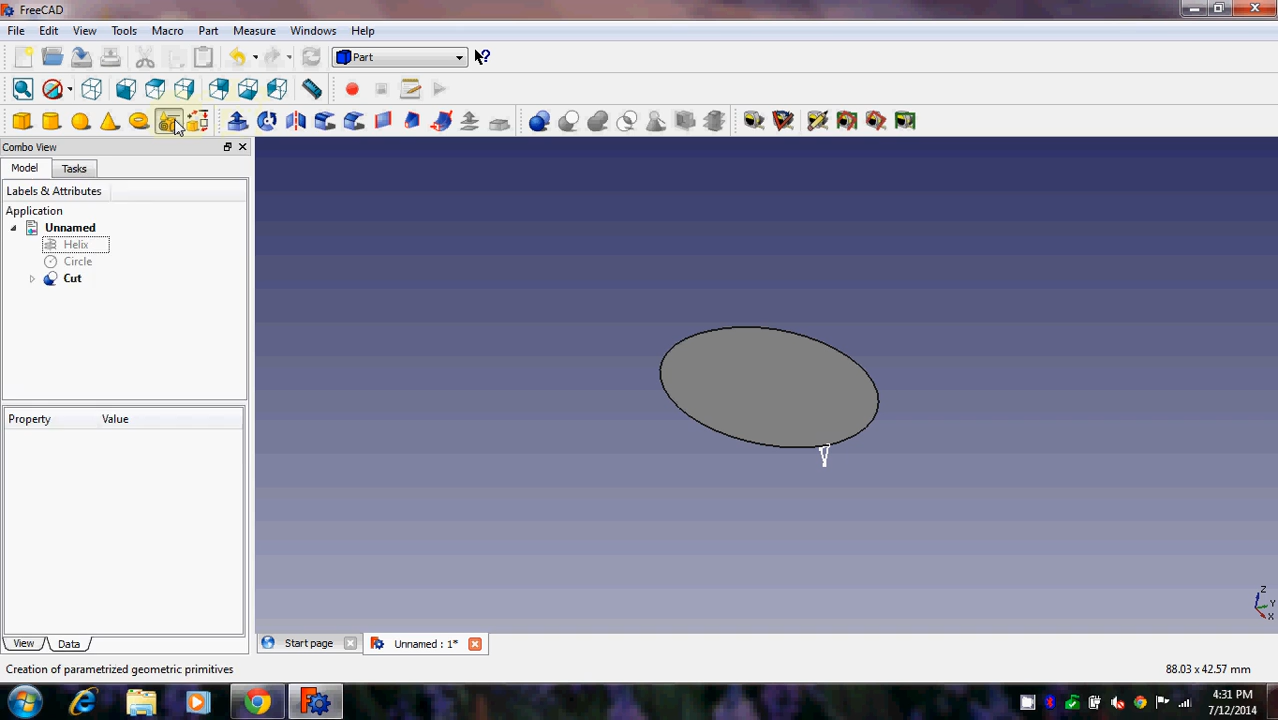 FreeCAD
File Edit View Tools Macro Part Measure Windows Help
Part
Combo View
Model Tasks
Labels & Attributes
Application
Unnamed
Helix
Circle
Cut
Property Value
View Data
Start page Unnamed : 1*
Z
Y
X
Creation of parametrized geometric primitives 88.03 x 42.57 mm
4:31 PM
7/12/2014